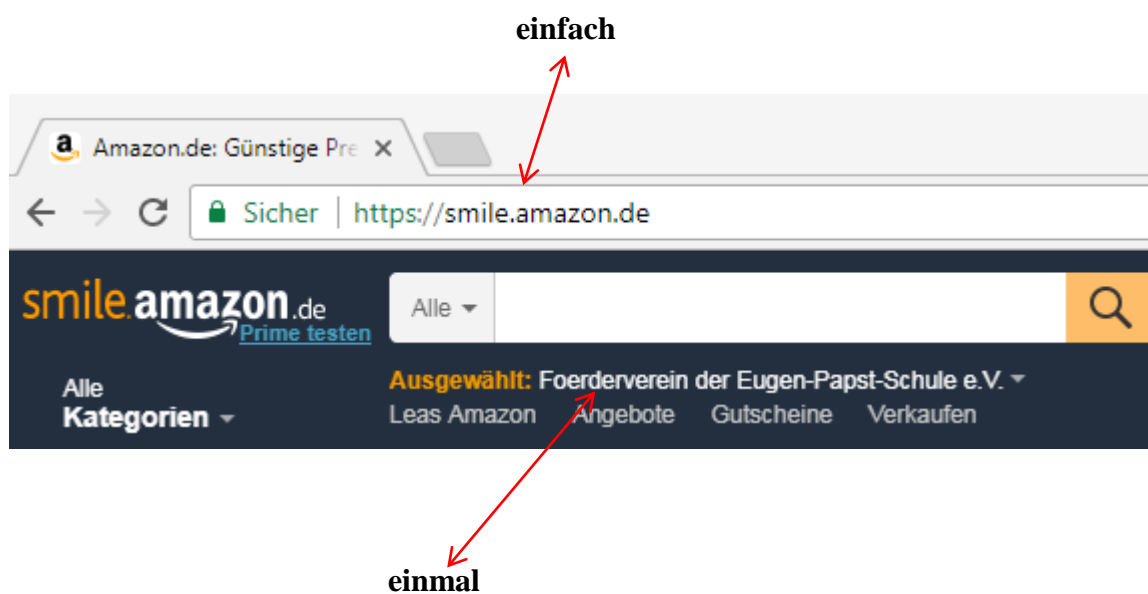 einfach
Amazon.de: Günstige Pre
Sicher | https://smile.amazon.de
smile.amazon.de
Prime testen
Alle
Alle
Kategorien
Ausgewählt: Foerderverein der Eugen-Papst-Schule e.V.
Leas Amazon Angebote Gutscheine Verkaufen
einmal